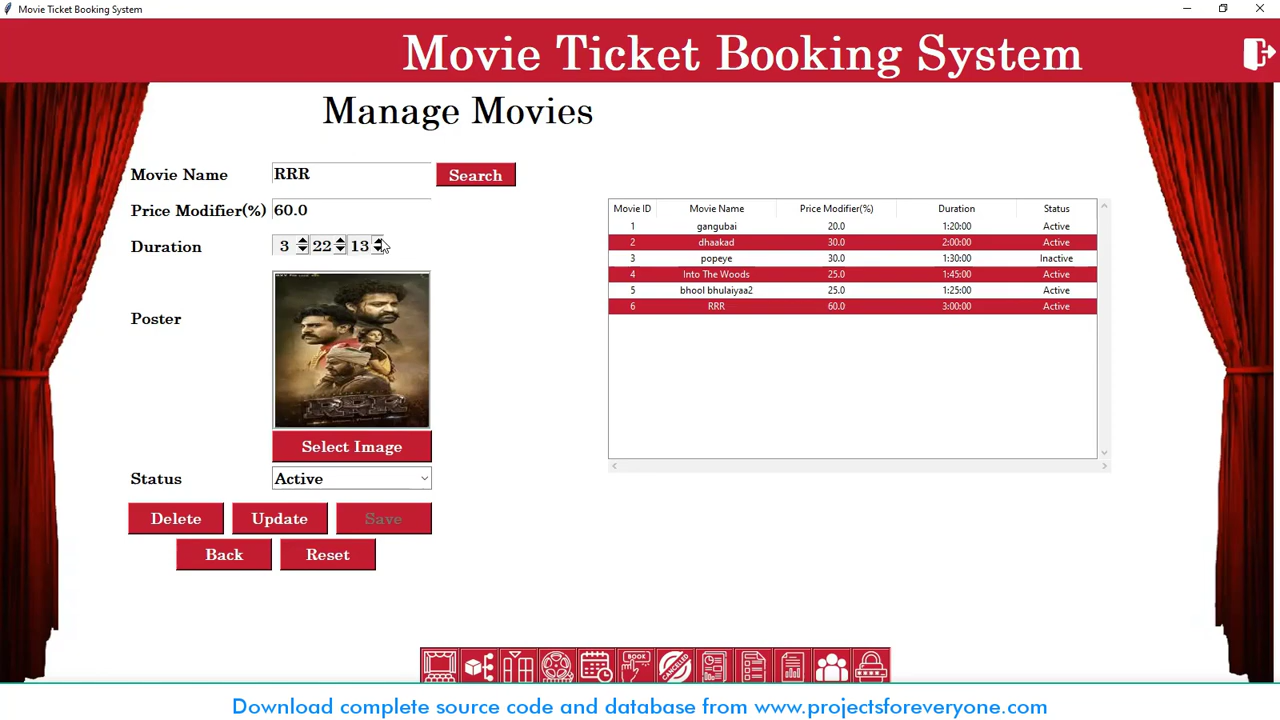 Movie Ticket Booking System
Movie Ticket Booking System
Manage Movies
Movie Name RRR Search
Price Modifier(%) 60.0
Duration 3 22 13
Poster
RRR
Select Image
Status Active
Delete Update Save
Back Reset
Movie ID Movie Name Price Modifier(%) Duration Status
1 gangubai 20.0 1:20:00 Active
2 dhaakad 30.0 2:00:00 Active
3 popeye 30.0 1:30:00 Inactive
4 Into The Woods 25.0 1:45:00 Active
5 bhool bhulaiyaa2 25.0 1:25:00 Active
6 RRR 60.0 3:00:00 Active
BOOK
CANCELLED
Download complete source code and database from www.projectsforeveryone.com